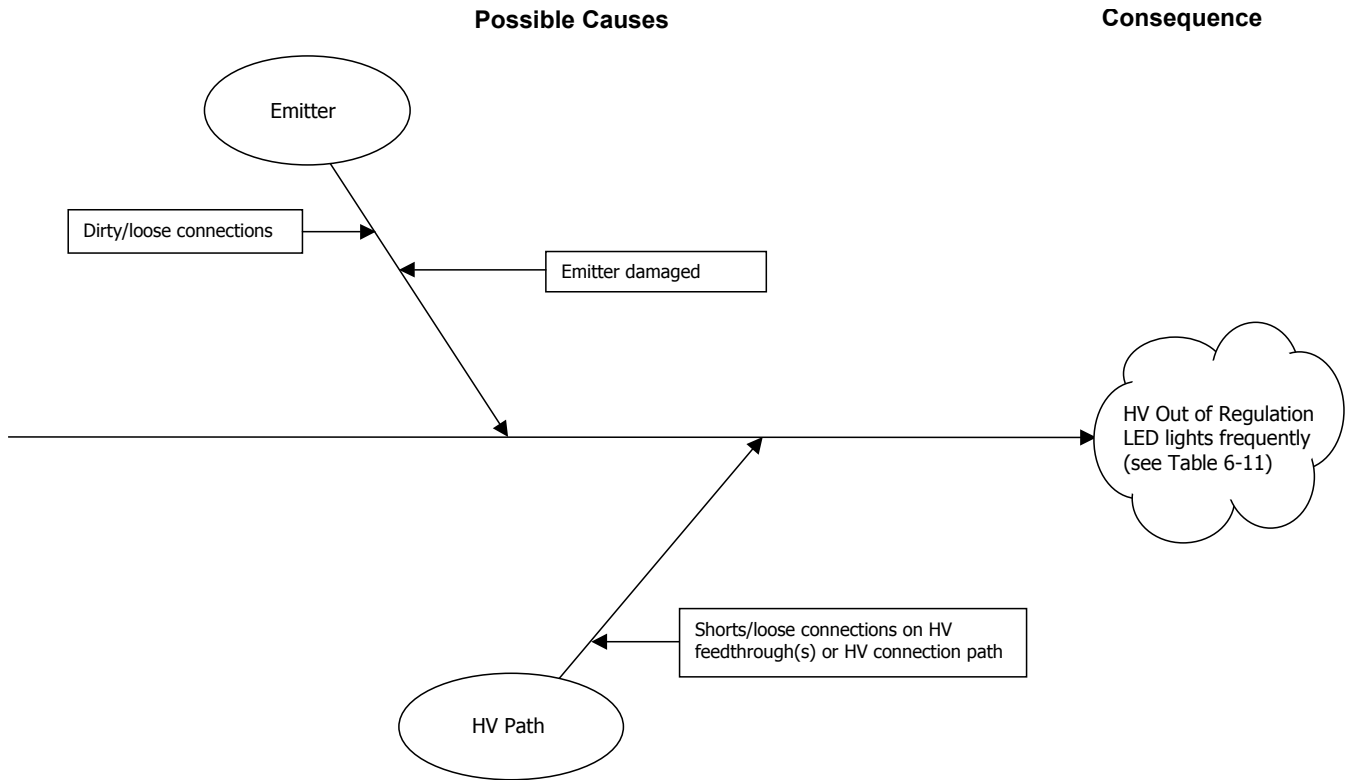 Possible Causes
Consequence
Emitter
Dirty/loose connections
Emitter damaged
HV Out of Regulation
LED lights frequently
(see Table 6-11)
Shorts/loose connections on HV
feedthrough(s) or HV connection path
HV Path